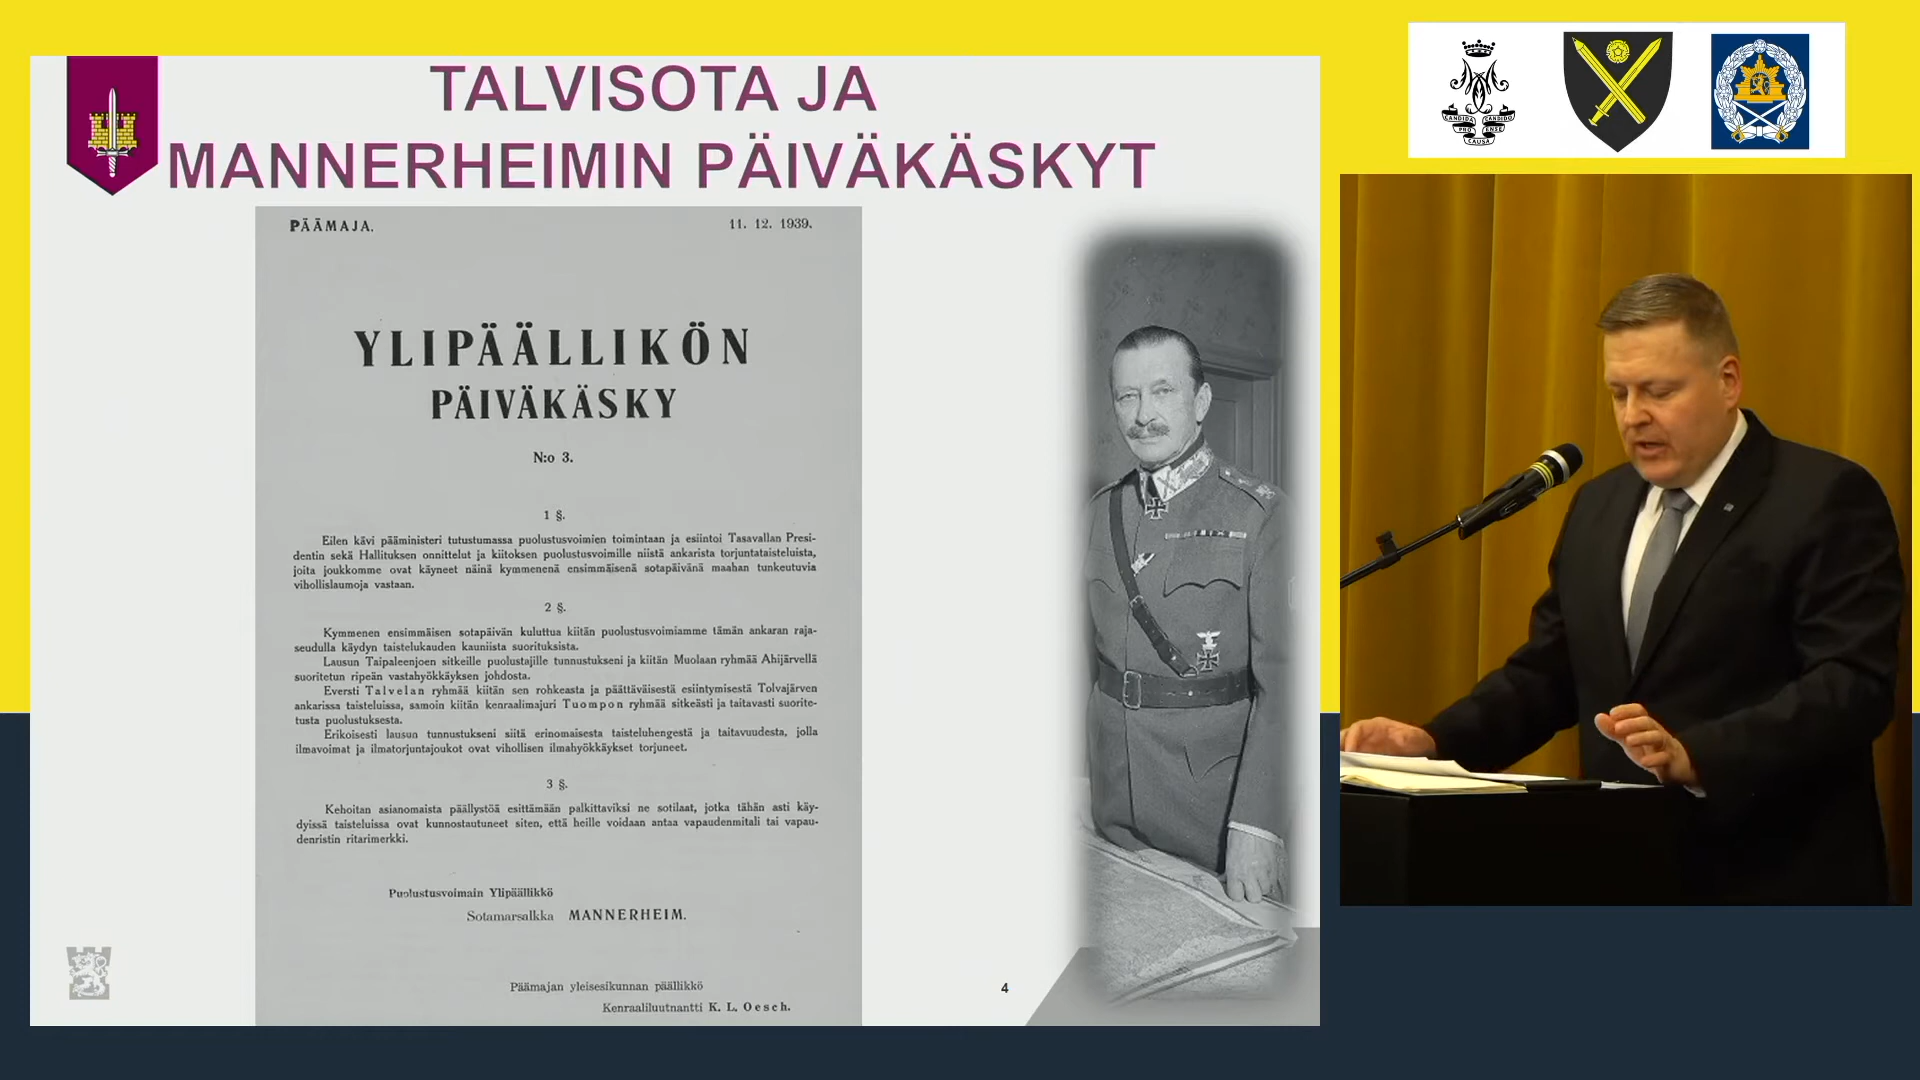 TALVISOTA JA
MANNERHEIMIN PÄIVÄKÄSKYT
PÄÄMAJA.
11. 12. 1939.
YLIPÄÄLLIKÖN
PÄIVÄKÄSKY
N:o 3.
1 §.
Eilen kävi pääministeri tutustumassa puolustusvoimien toimintaan ja esiintoi Tasavallan Presi-
dentin sekä Hallituksen onnittelut ja kiitoksen puolustusvoimille niistä ankarista torjuntataisteluista,
joita joukkomme ovat käyneet näinä kymmenenä ensimmäisenä sotapäivänä maahan tunkeutuvia
vihollislaumoja vastaan.
2 §.
Kymmenen ensimmäisen sotapäivän kuluttua kiitän puolustusvoimiamme tämän ankaran raja-
seudulla käydyn taistelukauden kauniista suorituksista.
Lausun Taipaleenjoen sitkeille puolustajille tunnustukseni ja kiitän Muolaan ryhmää Ahijärvellä
suoritetun ripeän vastahyökkäyksen johdosta.
Eversti Talvelan ryhmää kiitän sen rohkeasta ja päättäväisestä esiintymisestä Tolvajärven
ankarissa taisteluissa, samoin kiitän kenraalimajuri Tuompon ryhmää sitkeästi ja taitavasti suorite-
tusta puolustuksesta.
Erikoisesti lausun tunnustukseni siitä erinomaisesta taisteluhengestä ja taitavuudesta, jolla
ilmavoimat ja ilmatorjuntajoukot ovat vihollisen ilmahyökkäykset torjuneet.
3 §.
Kehoitan asianomaista päällystöä esittämään palkittaviksi ne sotilaat, jotka tähän asti käy-
dyissä taisteluissa ovat kunnostautuneet siten, että heille voidaan antaa vapaudenmitali tai vapau-
denristin ritarimerkki.
Puolustusvoimain Ylipäällikkö
Sotamarsalkka MANNERHEIM.
Päämajan yleisesikunnan päällikkö
Kenraaliluutnantti K. L. Oesch.
4
CANDIDA CANDIDO
PRO ENSE
CAUSA